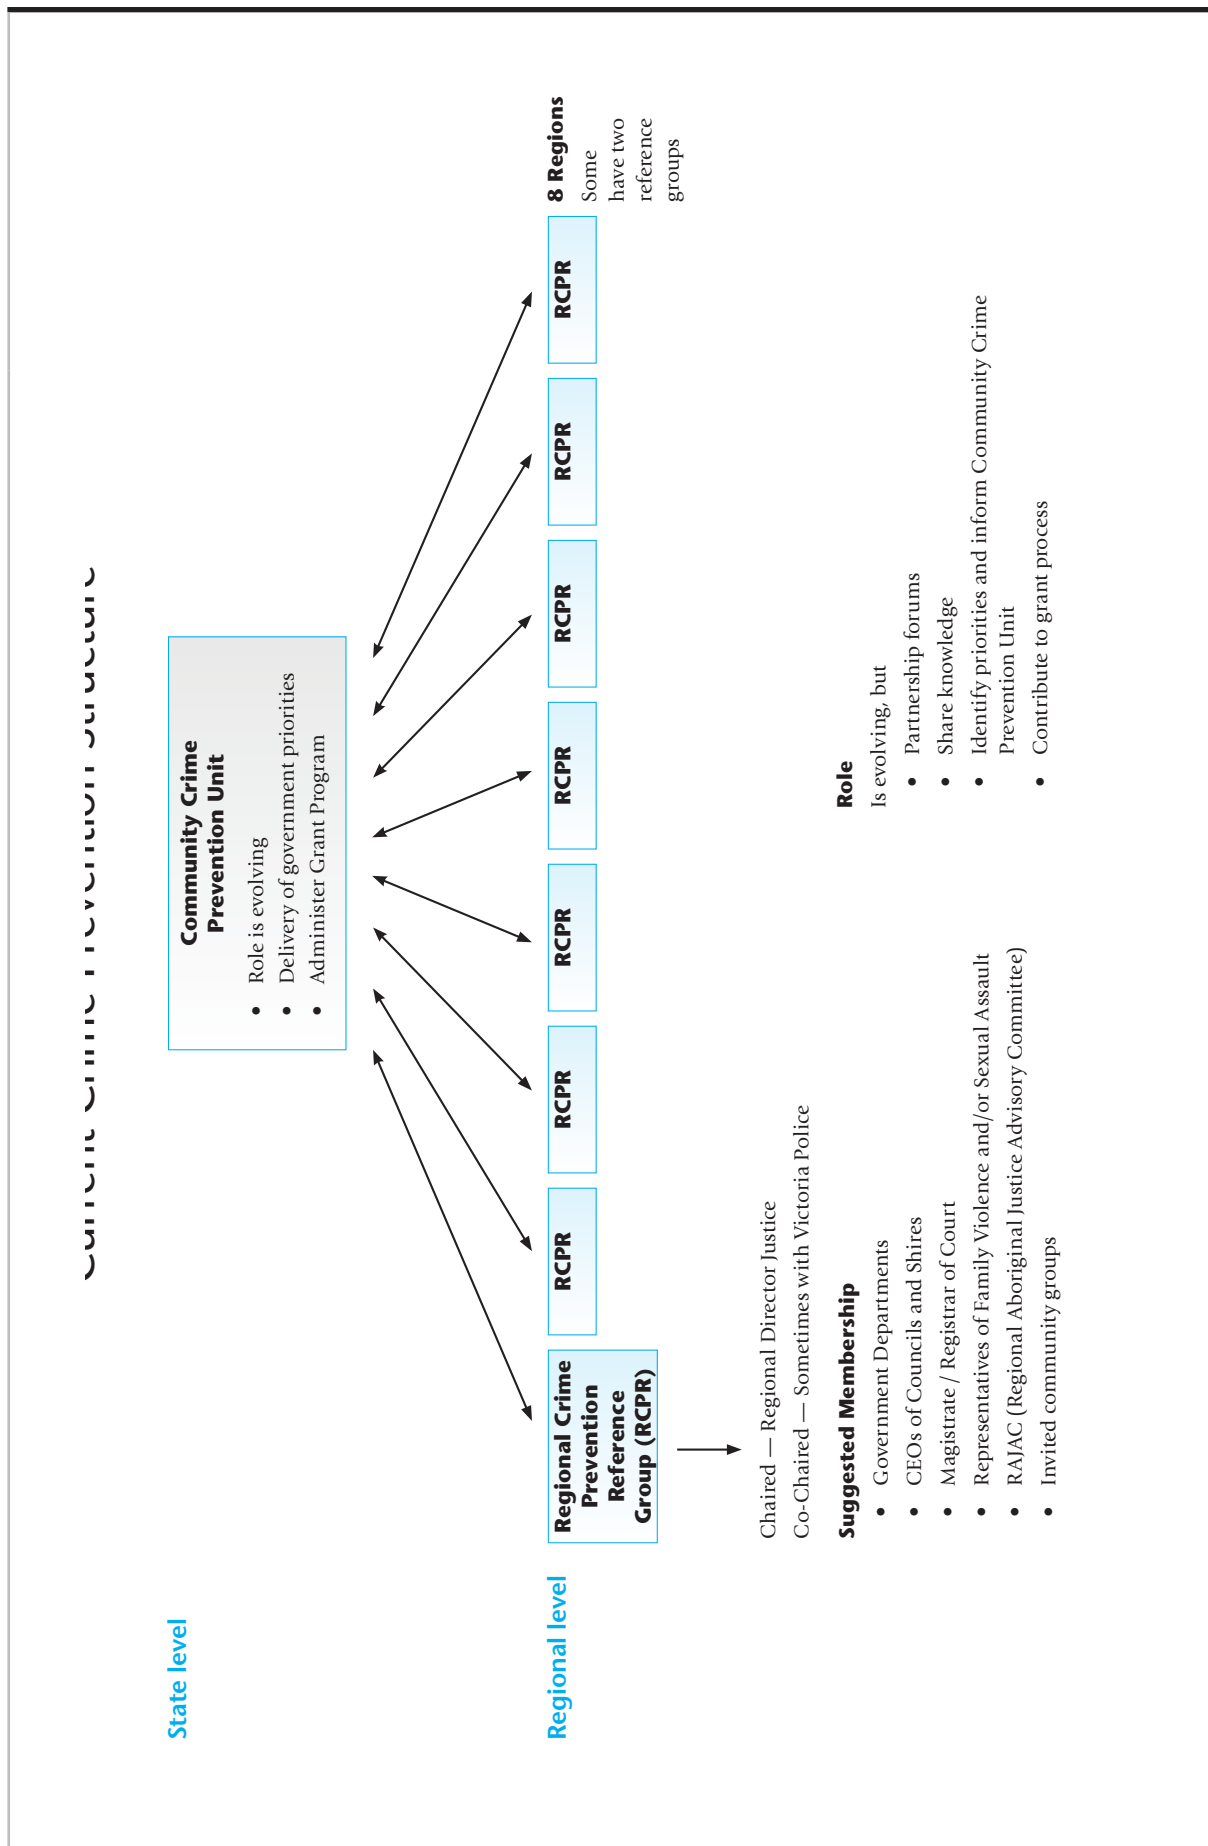 Current Crime Prevention Structure
State level
Community Crime
Prevention Unit
• Role is evolving
• Delivery of government priorities
• Administer Grant Program
Regional level
Regional Crime
Prevention
Reference
Group (RCPR)
RCPR
RCPR
RCPR
RCPR
RCPR
RCPR
RCPR
8 Regions
Some
have two
reference
groups
Chaired — Regional Director Justice
Co-Chaired — Sometimes with Victoria Police
Suggested Membership
• Government Departments
• CEOs of Councils and Shires
• Magistrate / Registrar of Court
• Representatives of Family Violence and/or Sexual Assault
• RAJAC (Regional Aboriginal Justice Advisory Committee)
• Invited community groups
Role
Is evolving, but
• Partnership forums
• Share knowledge
• Identify priorities and inform Community Crime
Prevention Unit
• Contribute to grant process